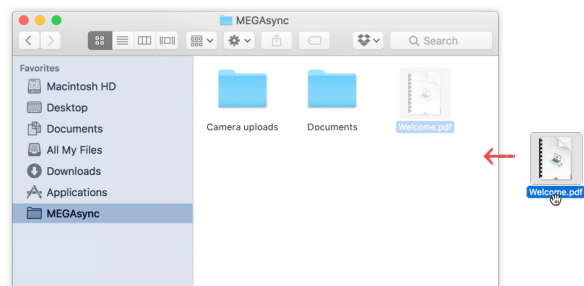 MEGAsync
Search
Favorites
Macintosh HD
Desktop
Documents
All My Files
Downloads
Applications
MEGAsync
Camera uploads
Documents
Welcome.pdf
Welcome.pdf